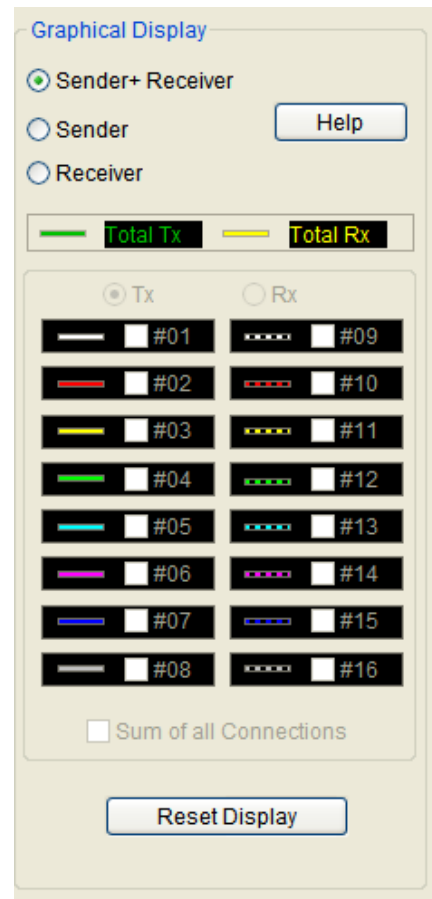 Graphical Display
Sender+ Receiver
Sender
Help
Receiver
Total Tx Total Rx
Tx Rx
#01 #09
#02 #10
#03 #11
#04 #12
#05 #13
#06 #14
#07 #15
#08 #16
Sum of all Connections
Reset Display